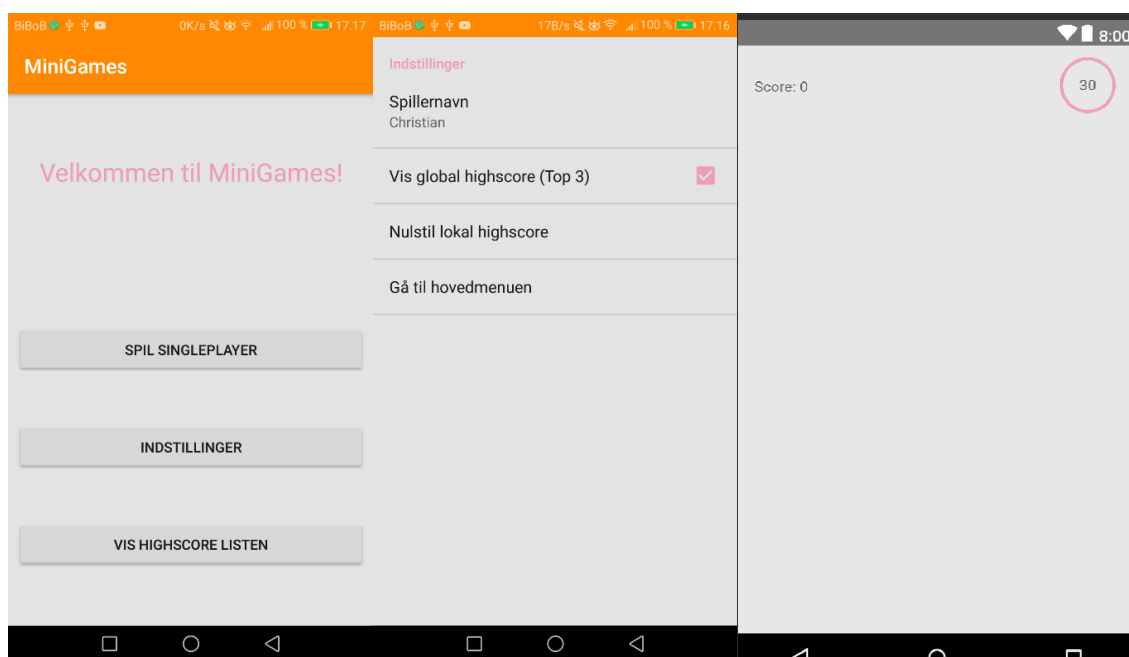 BiBoB 0K/s 100 % 17.17
MiniGames
Velkommen til MiniGames!
SPIL SINGLEPLAYER
INDSTILLINGER
VIS HIGHSCORE LISTEN
BiBoB 17B/s 100 % 17.16
Indstillinger
Spillernavn
Christian
Vis global highscore (Top 3)
Nulstil lokal highscore
Gå til hovedmenuen
8:00
Score: 0
30